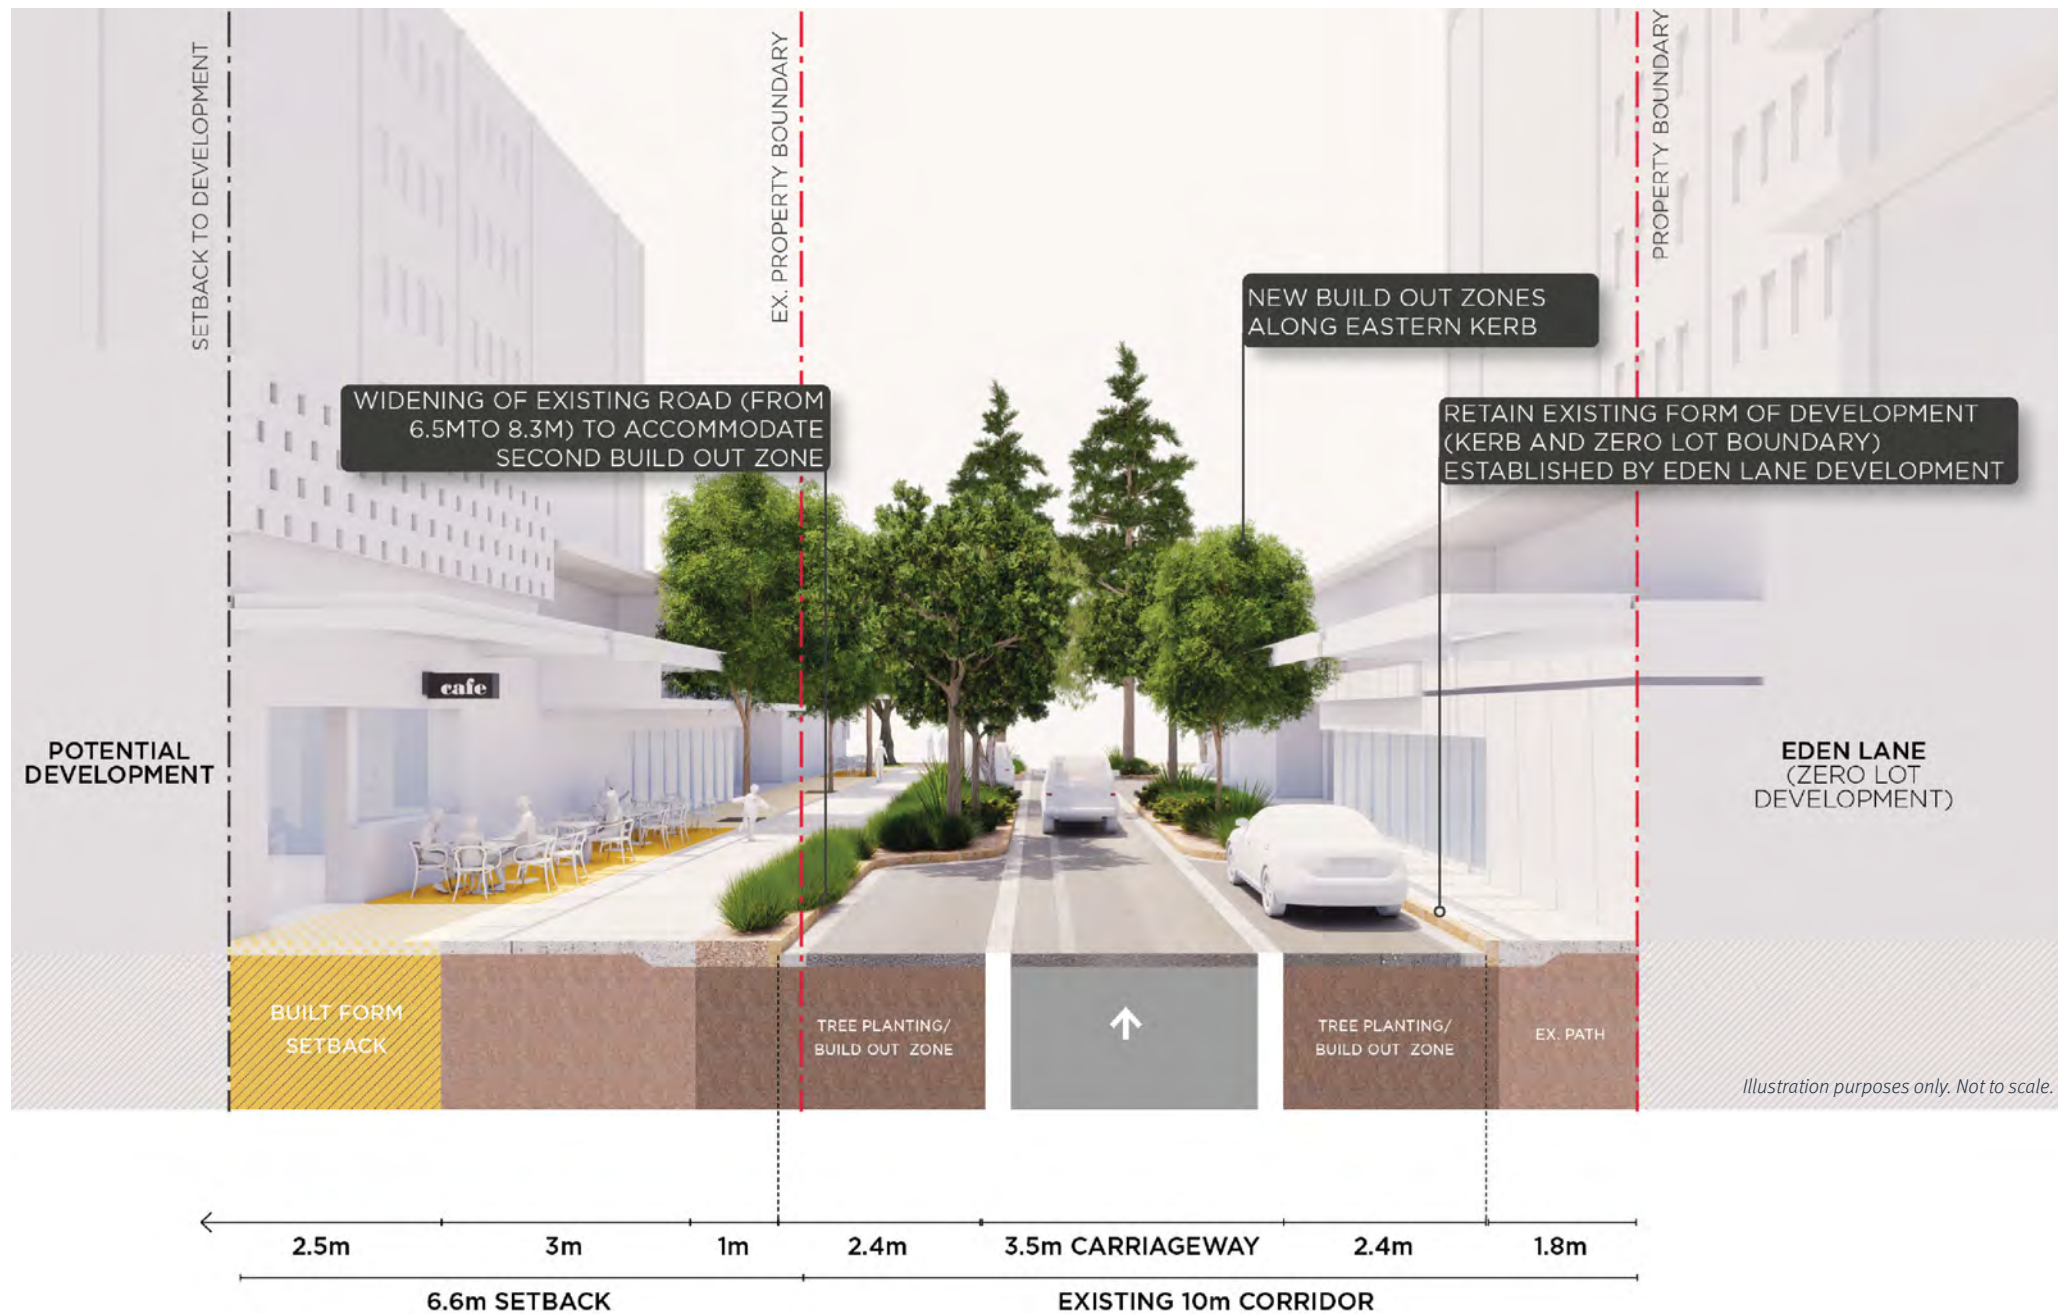 SETBACK TO DEVELOPMENT
EX. PROPERTY BOUNDARY
PROPERTY BOUNDARY
NEW BUILD OUT ZONES
ALONG EASTERN KERB
WIDENING OF EXISTING ROAD (FROM
6.5MTO 8.3M) TO ACCOMMODATE
SECOND BUILD OUT ZONE
RETAIN EXISTING FORM OF DEVELOPMENT
(KERB AND ZERO LOT BOUNDARY)
ESTABLISHED BY EDEN LANE DEVELOPMENT
cafe
POTENTIAL
DEVELOPMENT
EDEN LANE
(ZERO LOT
DEVELOPMENT)
BUILT FORM
SETBACK
TREE PLANTING/
BUILD OUT ZONE
TREE PLANTING/
BUILD OUT ZONE
EX. PATH
Illustration purposes only. Not to scale.
2.5m
3m
1m
2.4m
3.5m CARRIAGEWAY
2.4m
1.8m
6.6m SETBACK
EXISTING 10m CORRIDOR